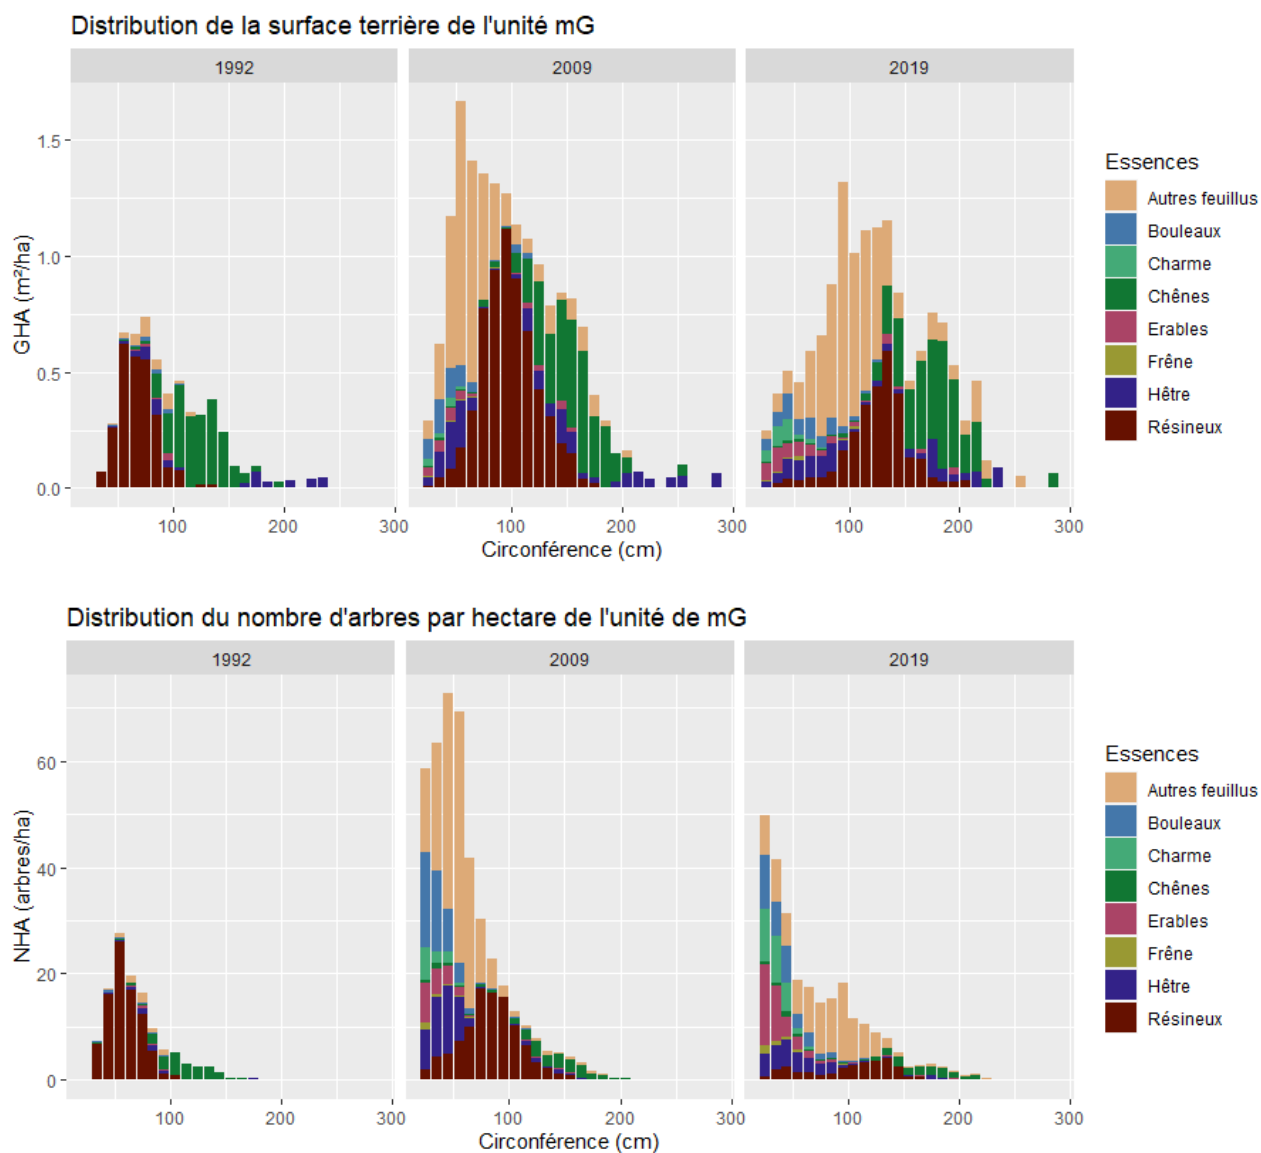 Distribution de la surface terrière de l'unité mG
1992
2009
2019
GHA (m²/ha)
1.5
1.0
0.5
0.0
100
200
300
100
200
300
100
200
300
Circonférence (cm)
Essences
Autres feuillus
Bouleaux
Charme
Chênes
Erables
Frêne
Hêtre
Résineux
Distribution du nombre d'arbres par hectare de l'unité de mG
1992
2009
2019
NHA (arbres/ha)
60
40
20
0
100
200
300
100
200
300
100
200
300
Circonférence (cm)
Essences
Autres feuillus
Bouleaux
Charme
Chênes
Erables
Frêne
Hêtre
Résineux